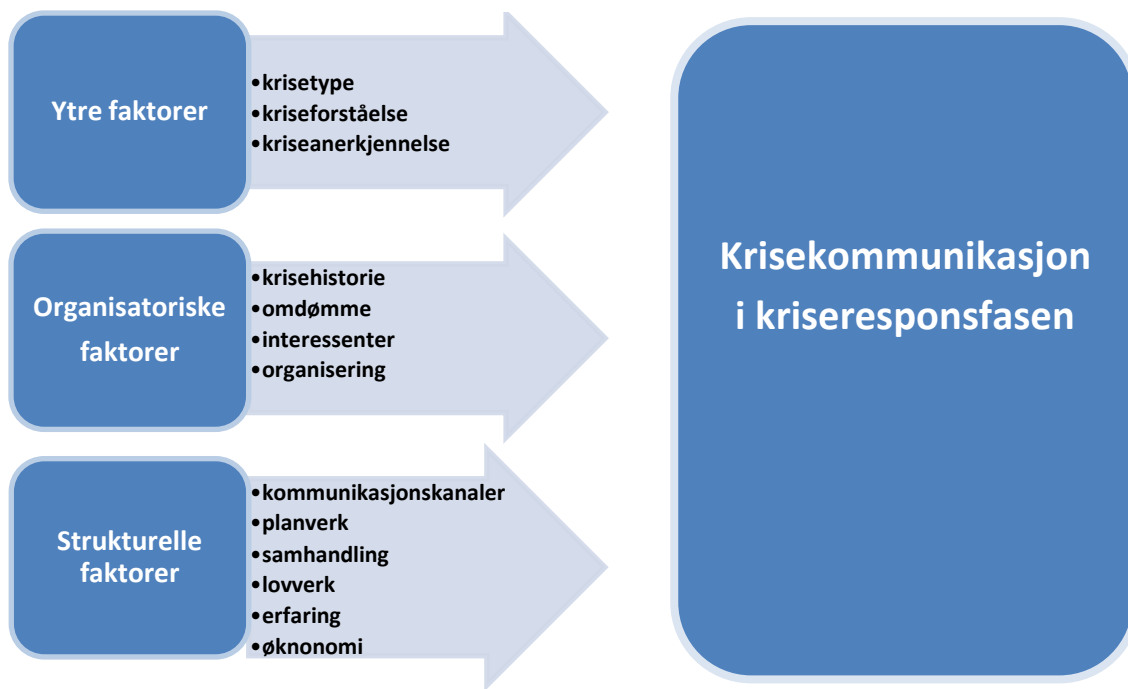 Ytre faktorer
•krisetype
•kriseforståelse
•kriseanerkjennelse
Organisatoriske
faktorer
•krisehistorie
•omdømme
•interessenter
•organisering
Strukturelle
faktorer
•kommunikasjonskanaler
•planverk
•samhandling
•lovverk
•erfaring
•øknonomi
Krisekommunikasjon
i kriseresponsfasen